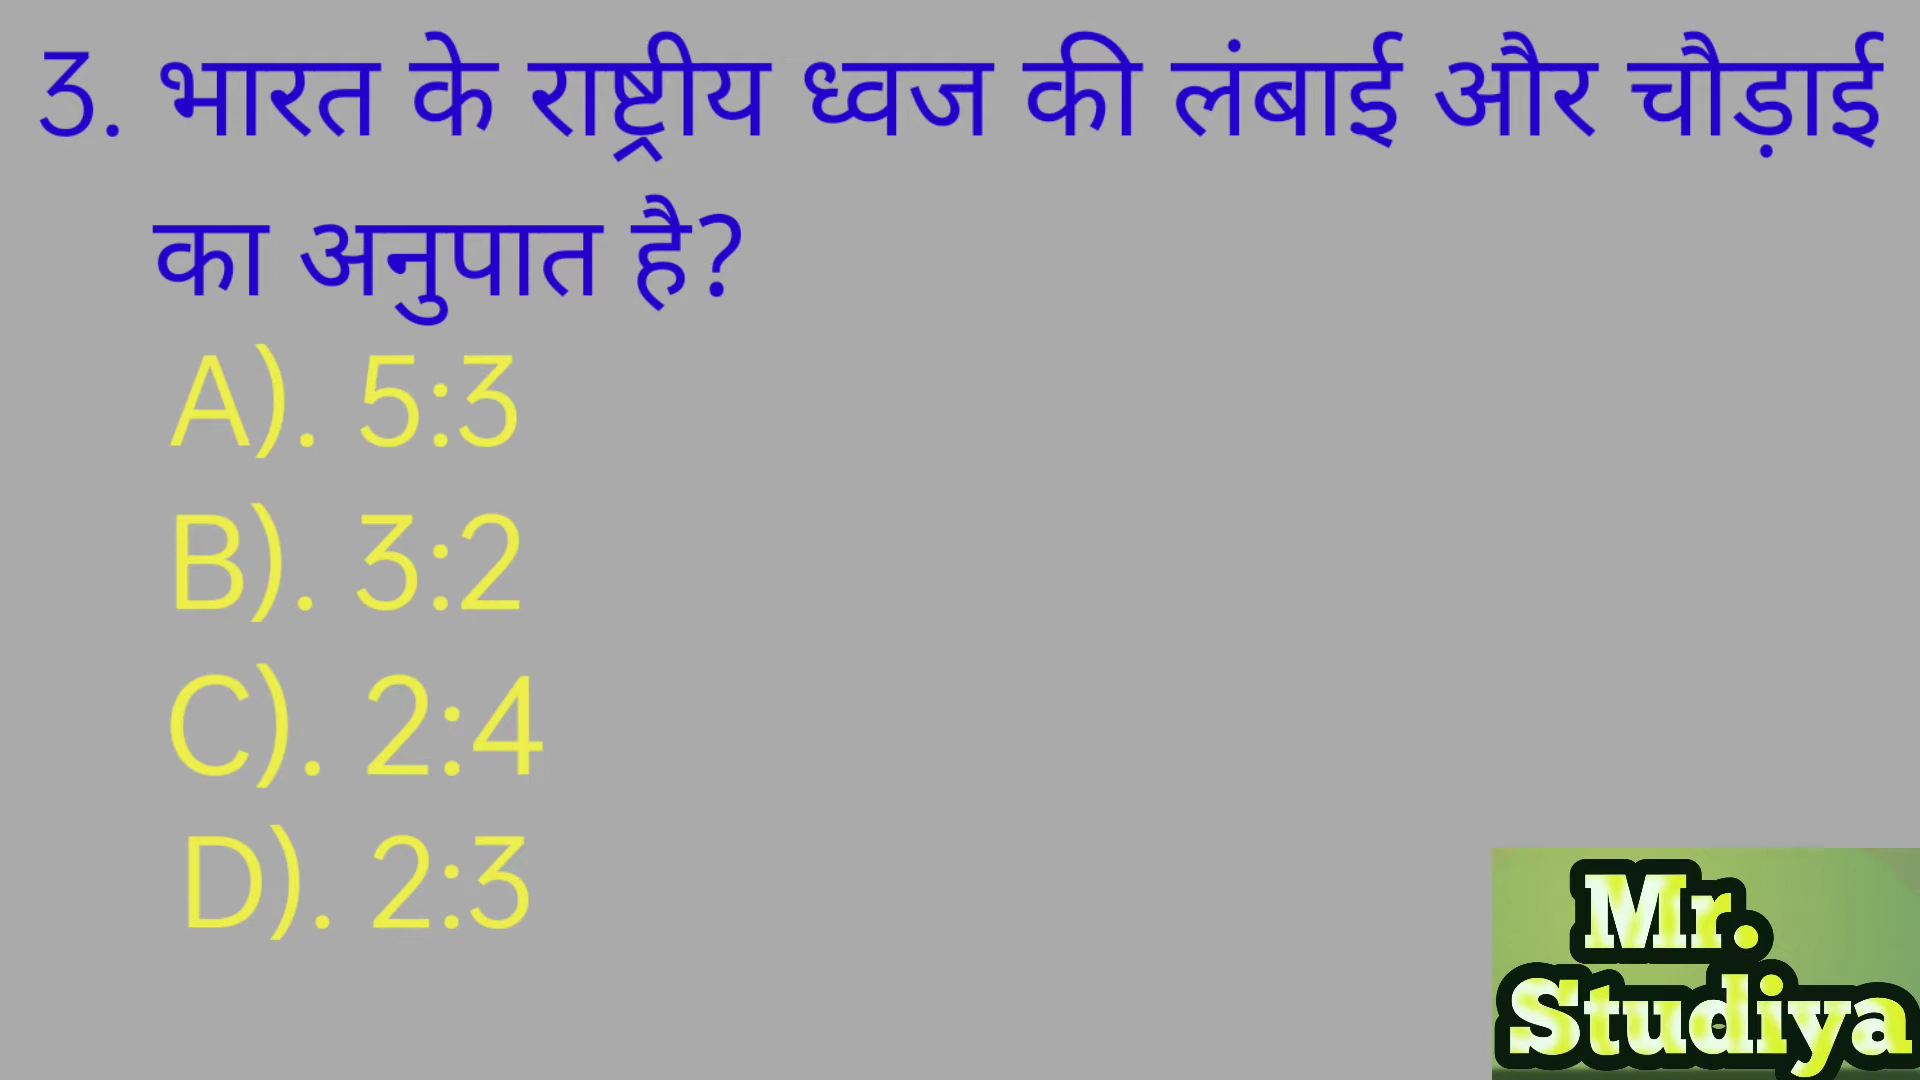 3. भारत के राष्ट्रीय ध्वज की लंबाई और चौड़ाई
का अनुपात है?
A). 5:3
B). 3:2
C). 2:4
D). 2:3
Mr.
Studiya